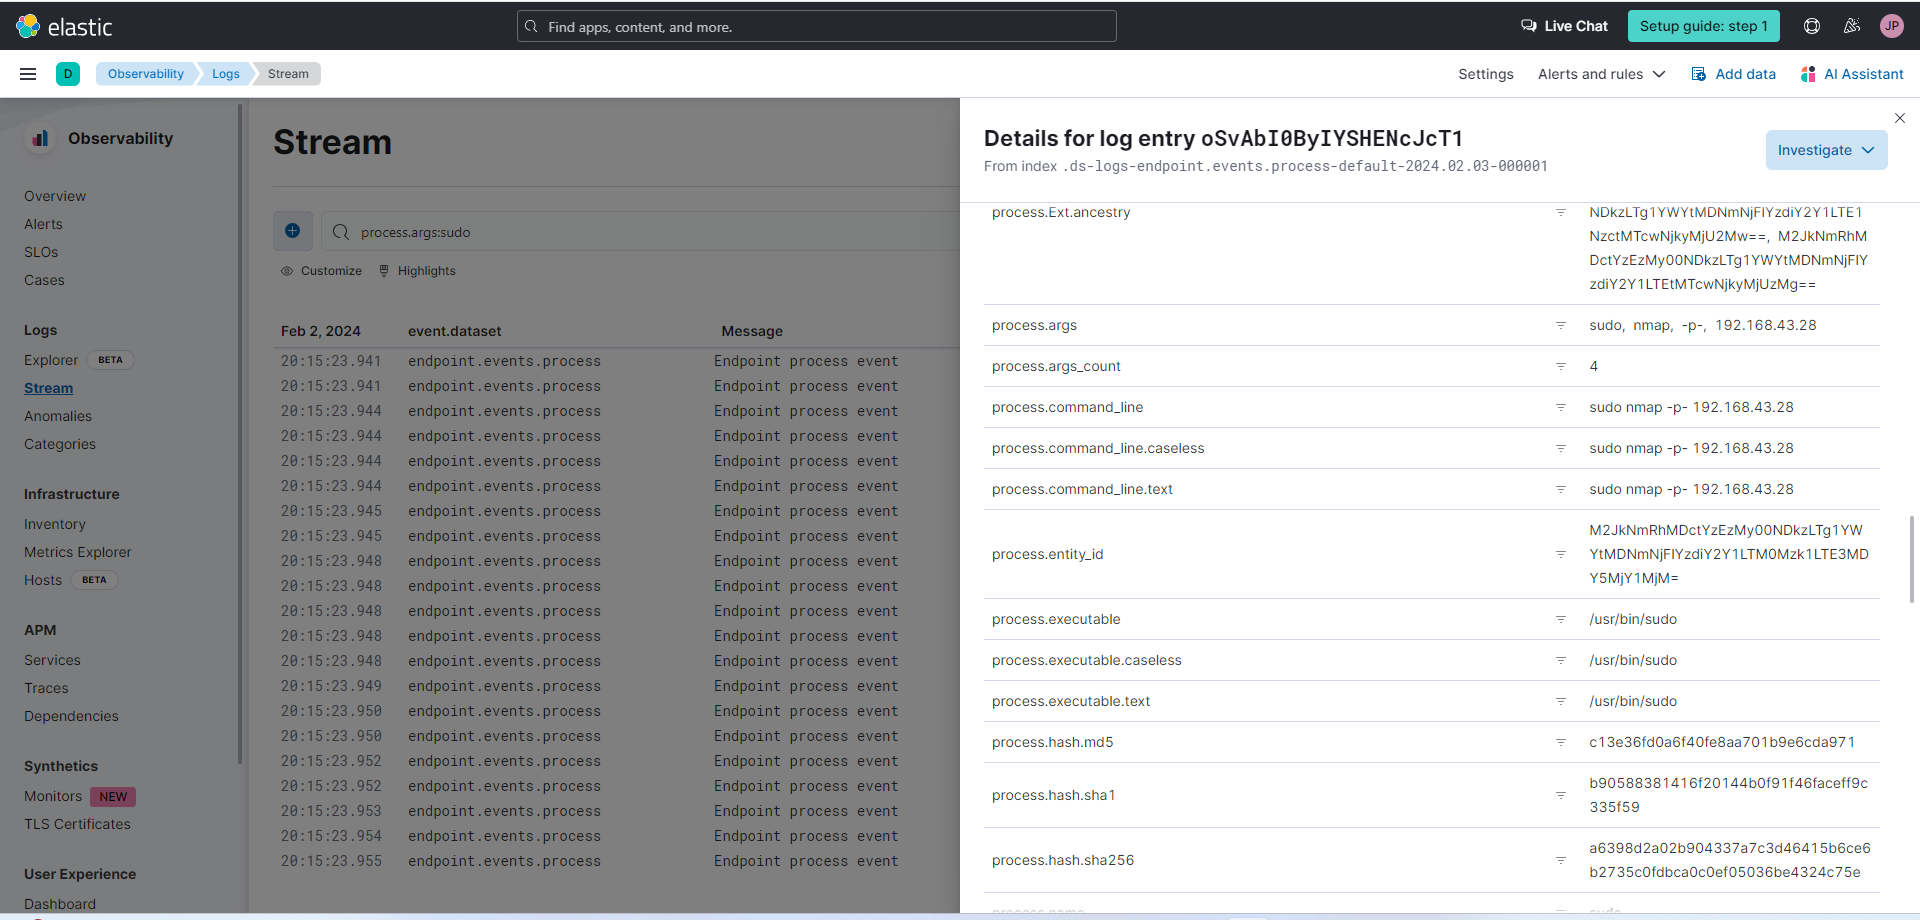 elastic
Find apps, content, and more.
Live Chat
Setup guide: step 1
JP
D
Observability
Logs
Stream
Settings
Alerts and rules
Add data
AI Assistant
Observability
Overview
Alerts
SLOs
Cases
Logs
Explorer BETA
Stream
Anomalies
Categories
Infrastructure
Inventory
Metrics Explorer
Hosts BETA
APM
Services
Traces
Dependencies
Synthetics
Monitors NEW
TLS Certificates
User Experience
Dashboard
Stream
process.args:sudo
Customize Highlights
Feb 2, 2024 event.dataset Message
20:15:23.941 endpoint.events.process Endpoint process event
20:15:23.941 endpoint.events.process Endpoint process event
20:15:23.944 endpoint.events.process Endpoint process event
20:15:23.944 endpoint.events.process Endpoint process event
20:15:23.944 endpoint.events.process Endpoint process event
20:15:23.944 endpoint.events.process Endpoint process event
20:15:23.945 endpoint.events.process Endpoint process event
20:15:23.945 endpoint.events.process Endpoint process event
20:15:23.948 endpoint.events.process Endpoint process event
20:15:23.948 endpoint.events.process Endpoint process event
20:15:23.948 endpoint.events.process Endpoint process event
20:15:23.948 endpoint.events.process Endpoint process event
20:15:23.948 endpoint.events.process Endpoint process event
20:15:23.949 endpoint.events.process Endpoint process event
20:15:23.950 endpoint.events.process Endpoint process event
20:15:23.950 endpoint.events.process Endpoint process event
20:15:23.952 endpoint.events.process Endpoint process event
20:15:23.952 endpoint.events.process Endpoint process event
20:15:23.953 endpoint.events.process Endpoint process event
20:15:23.954 endpoint.events.process Endpoint process event
20:15:23.955 endpoint.events.process Endpoint process event
Details for log entry oSvAbI0ByIYSHENcJcT1
From index .ds-logs-endpoint.events.process-default-2024.02.03-000001
Investigate
process.Ext.ancestry
NDkzLTg1YWYtMDNmNjFlYzdiY2Y1LTE1
NzctMTcwNjkyMjU2Mw==, M2JkNmRhM
DctYzEzMy00NDkzLTg1YWYtMDNmNjFlY
zdiY2Y1LTEtMTcwNjkyMjUzMg==
process.args sudo, nmap, -p-, 192.168.43.28
process.args_count 4
process.command_line sudo nmap -p- 192.168.43.28
process.command_line.caseless sudo nmap -p- 192.168.43.28
process.command_line.text sudo nmap -p- 192.168.43.28
process.entity_id
M2JkNmRhMDctYzEzMy00NDkzLTg1YW
YtMDNmNjFlYzdiY2Y1LTM0Mzk1LTE3MD
Y5MjY1MjM=
process.executable /usr/bin/sudo
process.executable.caseless /usr/bin/sudo
process.executable.text /usr/bin/sudo
process.hash.md5 c13e36fd0a6f40fe8aa701b9e6cda971
process.hash.sha1
b90588381416f20144b0f91f46faceff9c
335f59
process.hash.sha256
a6398d2a02b904337a7c3d46415b6ce6
b2735c0fdbca0c0ef05036be4324c75e
process.name sudo